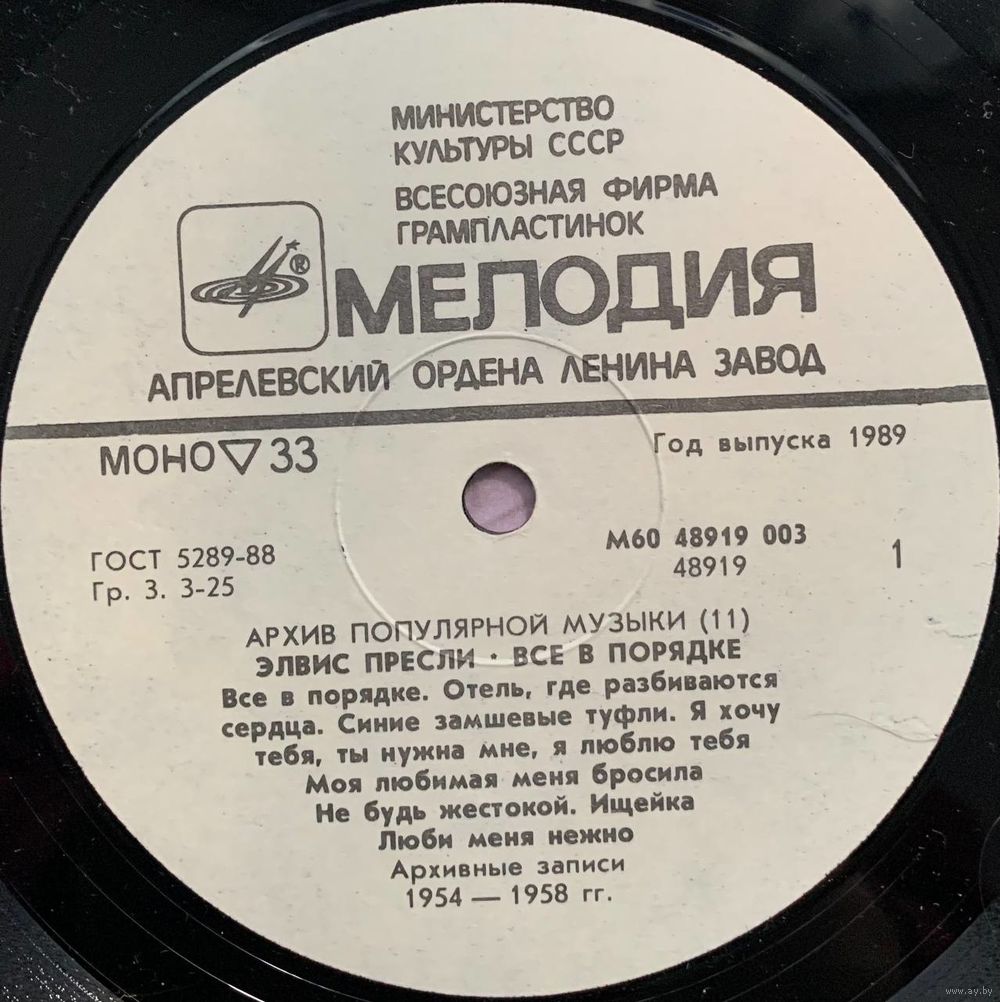 МИНИСТЕРСТВО
КУЛЬТУРЫ СССР
ВСЕСОЮЗНАЯ ФИРМА
ГРАМПЛАСТИНОК
®
МЕЛОДИЯ
АПРЕЛЕВСКИЙ ОРДЕНА ЛЕНИНА ЗАВОД
МОНО ▽ 33
Год выпуска 1989
ГОСТ 5289-88
Гр. 3. 3-25
М60 48919 003
48919
1
АРХИВ ПОПУЛЯРНОЙ МУЗЫКИ (11)
ЭЛВИС ПРЕСЛИ · ВСЕ В ПОРЯДКЕ
Все в порядке. Отель, где разбиваются
сердца. Синие замшевые туфли. Я хочу
тебя, ты нужна мне, я люблю тебя
Моя любимая меня бросила
Не будь жестокой. Ищейка
Люби меня нежно
Архивные записи
1954 — 1958 гг.
www.ay.by